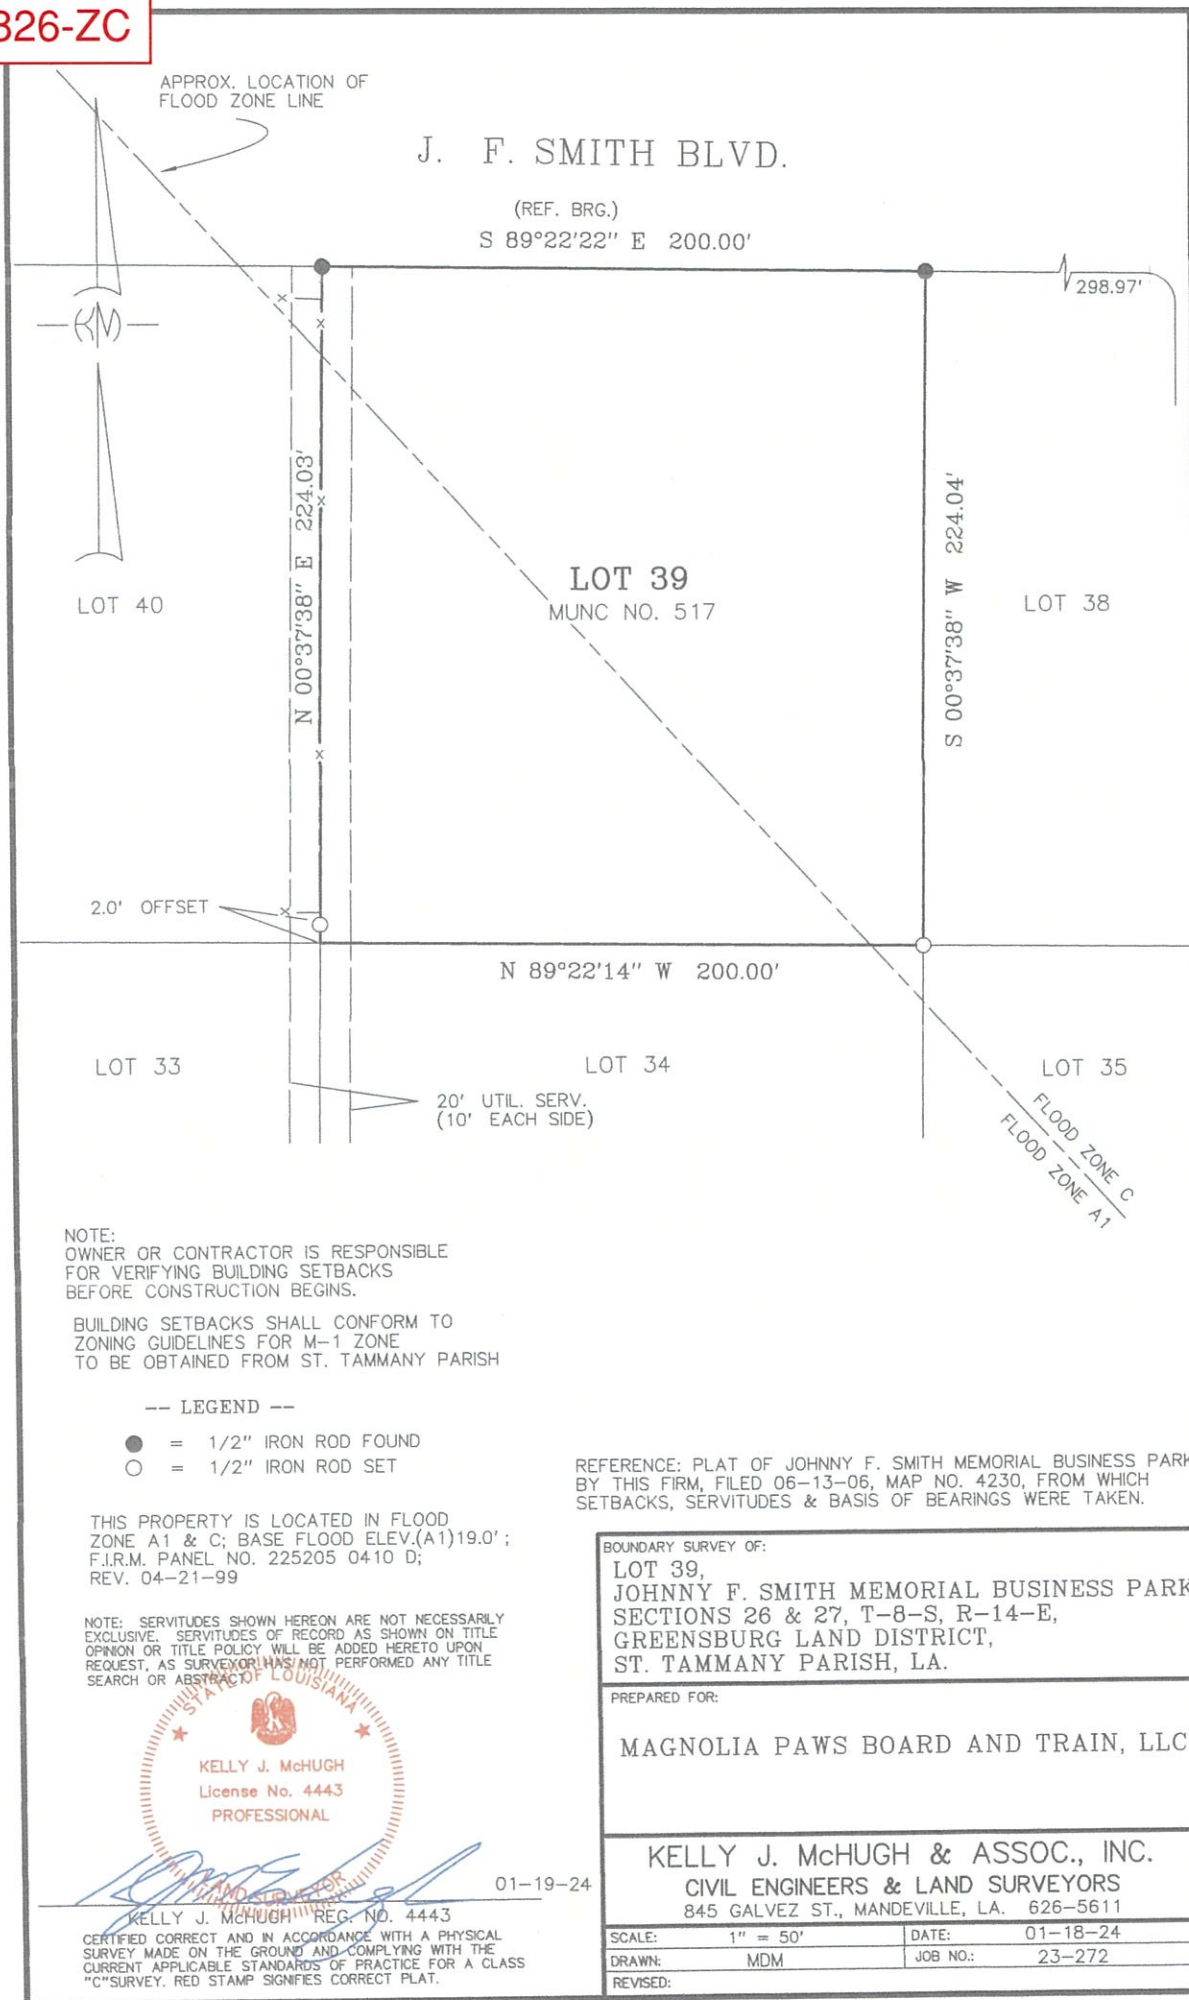 826-ZC
APPROX. LOCATION OF
FLOOD ZONE LINE
J. F. SMITH BLVD.
(REF. BRG.)
S 89°22'22" E 200.00'
298.97'
KM
N 00°37'38" E 224.03'
S 00°37'38" W 224.04'
LOT 39
MUNC NO. 517
LOT 40
LOT 38
2.0' OFFSET
N 89°22'14" W 200.00'
LOT 33
LOT 34
LOT 35
20' UTIL. SERV.
(10' EACH SIDE)
FLOOD ZONE C
FLOOD ZONE A1
NOTE:
OWNER OR CONTRACTOR IS RESPONSIBLE
FOR VERIFYING BUILDING SETBACKS
BEFORE CONSTRUCTION BEGINS.
BUILDING SETBACKS SHALL CONFORM TO
ZONING GUIDELINES FOR M-1 ZONE
TO BE OBTAINED FROM ST. TAMMANY PARISH
-- LEGEND --
● = 1/2" IRON ROD FOUND
○ = 1/2" IRON ROD SET
REFERENCE: PLAT OF JOHNNY F. SMITH MEMORIAL BUSINESS PARK
BY THIS FIRM, FILED 06-13-06, MAP NO. 4230, FROM WHICH
SETBACKS, SERVITUDES & BASIS OF BEARINGS WERE TAKEN.
THIS PROPERTY IS LOCATED IN FLOOD
ZONE A1 & C; BASE FLOOD ELEV.(A1)19.0';
F.I.R.M. PANEL NO. 225205 0410 D;
REV. 04-21-99
NOTE: SERVITUDES SHOWN HEREON ARE NOT NECESSARILY
EXCLUSIVE. SERVITUDES OF RECORD AS SHOWN ON TITLE
OPINION OR TITLE POLICY WILL BE ADDED HERETO UPON
REQUEST, AS SURVEYOR HAS NOT PERFORMED ANY TITLE
SEARCH OR ABSTRACT.
STATE OF LOUISIANA
KELLY J. McHUGH
License No. 4443
PROFESSIONAL
LAND SURVEYOR
01-19-24
KELLY J. McHUGH REG. NO. 4443
CERTIFIED CORRECT AND IN ACCORDANCE WITH A PHYSICAL
SURVEY MADE ON THE GROUND AND COMPLYING WITH THE
CURRENT APPLICABLE STANDARDS OF PRACTICE FOR A CLASS
"C"SURVEY. RED STAMP SIGNIFIES CORRECT PLAT.
BOUNDARY SURVEY OF:
LOT 39,
JOHNNY F. SMITH MEMORIAL BUSINESS PARK
SECTIONS 26 & 27, T-8-S, R-14-E,
GREENSBURG LAND DISTRICT,
ST. TAMMANY PARISH, LA.
PREPARED FOR:
MAGNOLIA PAWS BOARD AND TRAIN, LLC
KELLY J. McHUGH & ASSOC., INC.
CIVIL ENGINEERS & LAND SURVEYORS
845 GALVEZ ST., MANDEVILLE, LA. 626-5611
SCALE: 1" = 50' DATE: 01-18-24
DRAWN: MDM JOB NO.: 23-272
REVISED: